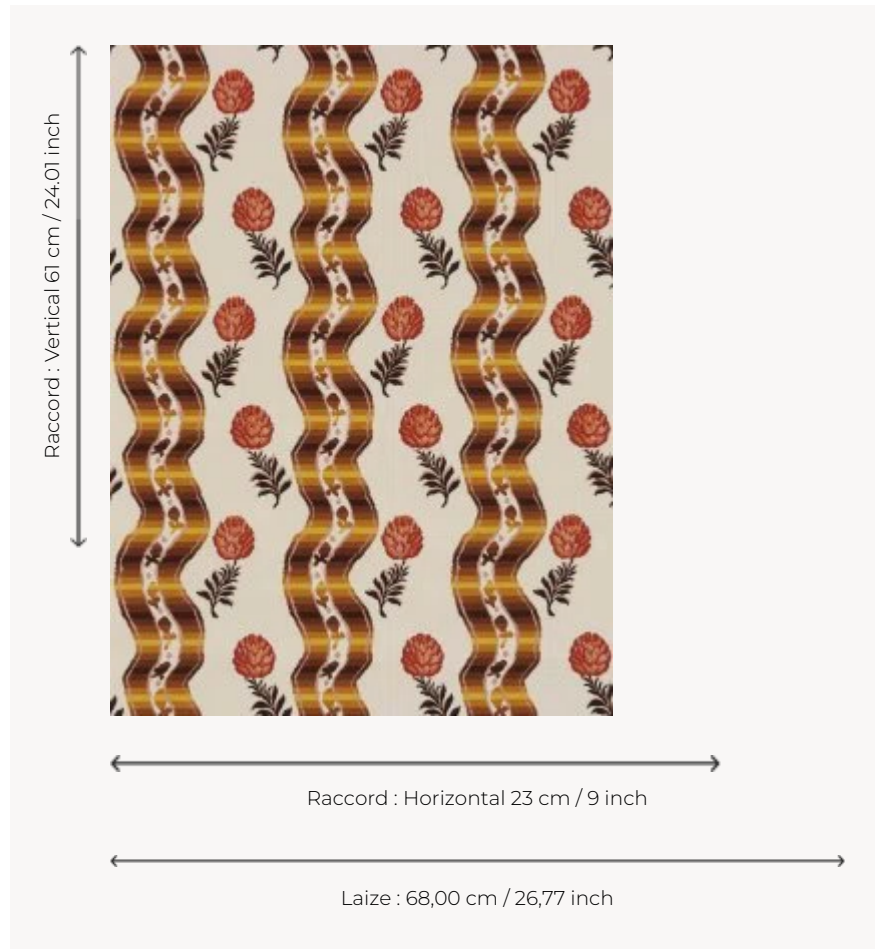 Raccord : Vertical 61 cm / 24.01 inch
Raccord : Horizontal 23 cm / 9 inch
Laize : 68,00 cm / 26,77 inch